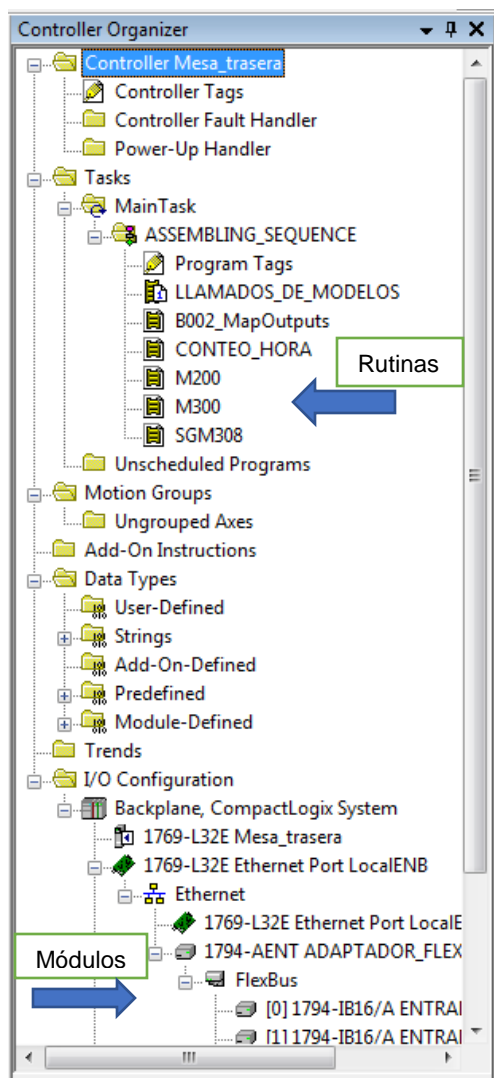 Controller Organizer
Controller Mesa_trasera
Controller Tags
Controller Fault Handler
Power-Up Handler
Tasks
MainTask
ASSEMBLING_SEQUENCE
Program Tags
LLAMADOS_DE_MODELOS
B002_MapOutputs
CONTEO_HORA
Rutinas
M200
M300
SGM308
Unscheduled Programs
Motion Groups
Ungrouped Axes
Add-On Instructions
Data Types
User-Defined
Strings
Add-On-Defined
Predefined
Module-Defined
Trends
I/O Configuration
Backplane, CompactLogix System
1769-L32E Mesa_trasera
1769-L32E Ethernet Port LocalENB
Ethernet
1769-L32E Ethernet Port LocalE
1794-AENT ADAPTADOR_FLEX
Módulos
FlexBus
[0] 1794-IB16/A ENTRA
[1] 1794-IB16/A ENTRA